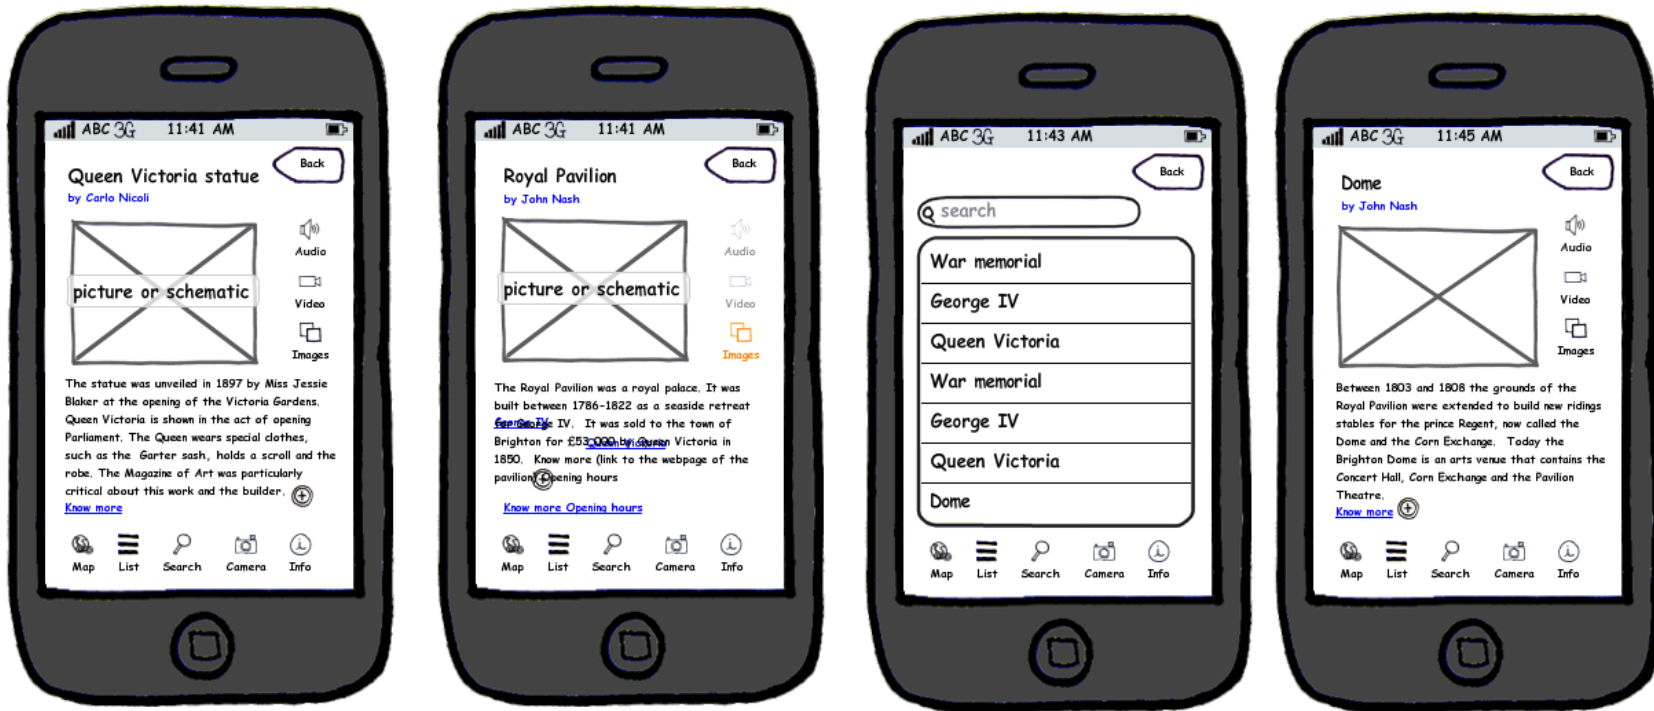 ABC 3G 11:41 AM
Back
Queen Victoria statue
by Carlo Nicoli
picture or schematic
Audio
Video
Images
The statue was unveiled in 1897 by Miss Jessie
Blaker at the opening of the Victoria Gardens.
Queen Victoria is shown in the act of opening
Parliament. The Queen wears special clothes,
such as the Garter sash, holds a scroll and the
robe. The Magazine of Art was particularly
critical about this work and the builder.
Know more
Map List Search Camera Info
ABC 3G 11:41 AM
Back
Royal Pavilion
by John Nash
picture or schematic
Audio
Video
Images
The Royal Pavilion was a royal palace. It was
built between 1786-1822 as a seaside retreat
for George IV. It was sold to the town of
George IV
Brighton for £53,000 by Queen Victoria in
Queen Victoria
1850. Know more (link to the webpage of the
pavilion) Opening hours
Know more Opening hours
Map List Search Camera Info
ABC 3G 11:43 AM
Back
search
War memorial
George IV
Queen Victoria
War memorial
George IV
Queen Victoria
Dome
Map List Search Camera Info
ABC 3G 11:45 AM
Back
Dome
by John Nash
Audio
Video
Images
Between 1803 and 1808 the grounds of the
Royal Pavilion were extended to build new ridings
stables for the prince Regent, now called the
Dome and the Corn Exchange. Today the
Brighton Dome is an arts venue that contains the
Concert Hall, Corn Exchange and the Pavilion
Theatre.
Know more
Map List Search Camera Info